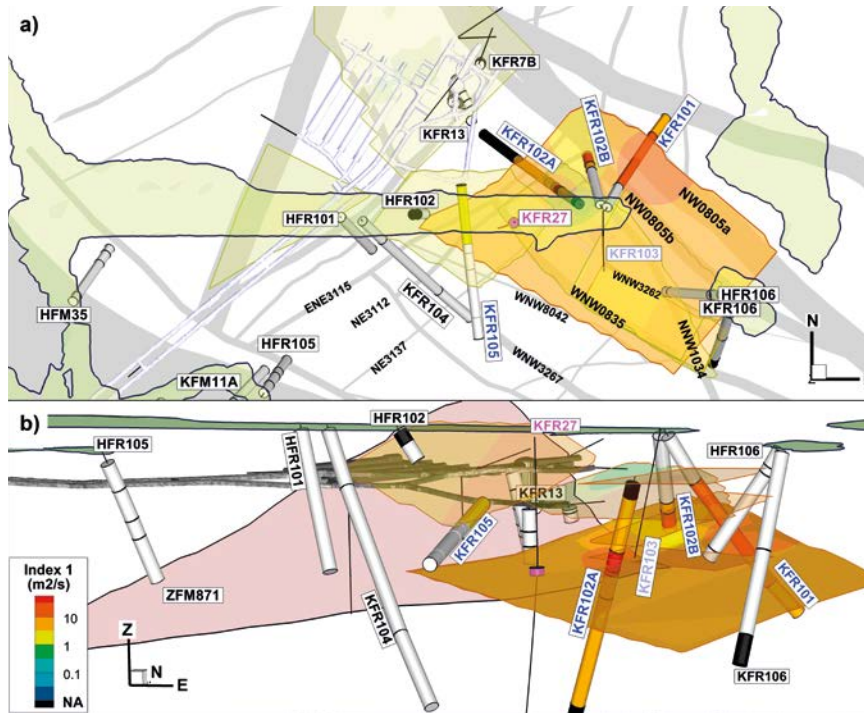 a)
KFR7B
KFR13
KFR102A
KFR102B
KFR101
HFR102
KFR27
HFR101
NW0805a
NW0805b
KFR103
ENE3115
NE3112
KFR104
NE3137
KFR105
WNW8042
WNW0835
WNW3262
HFR106
KFR106
NNW1034
WNW3267
HFM35
HFR105
KFM11A
N
b)
HFR102
KFR27
HFR105
HFR101
HFR106
KFR13
KFR105
KFR102B
KFR103
KFR102A
KFR101
ZFM871
KFR104
KFR106
Index 1
(m2/s)
10
1
0.1
NA
Z
N
E